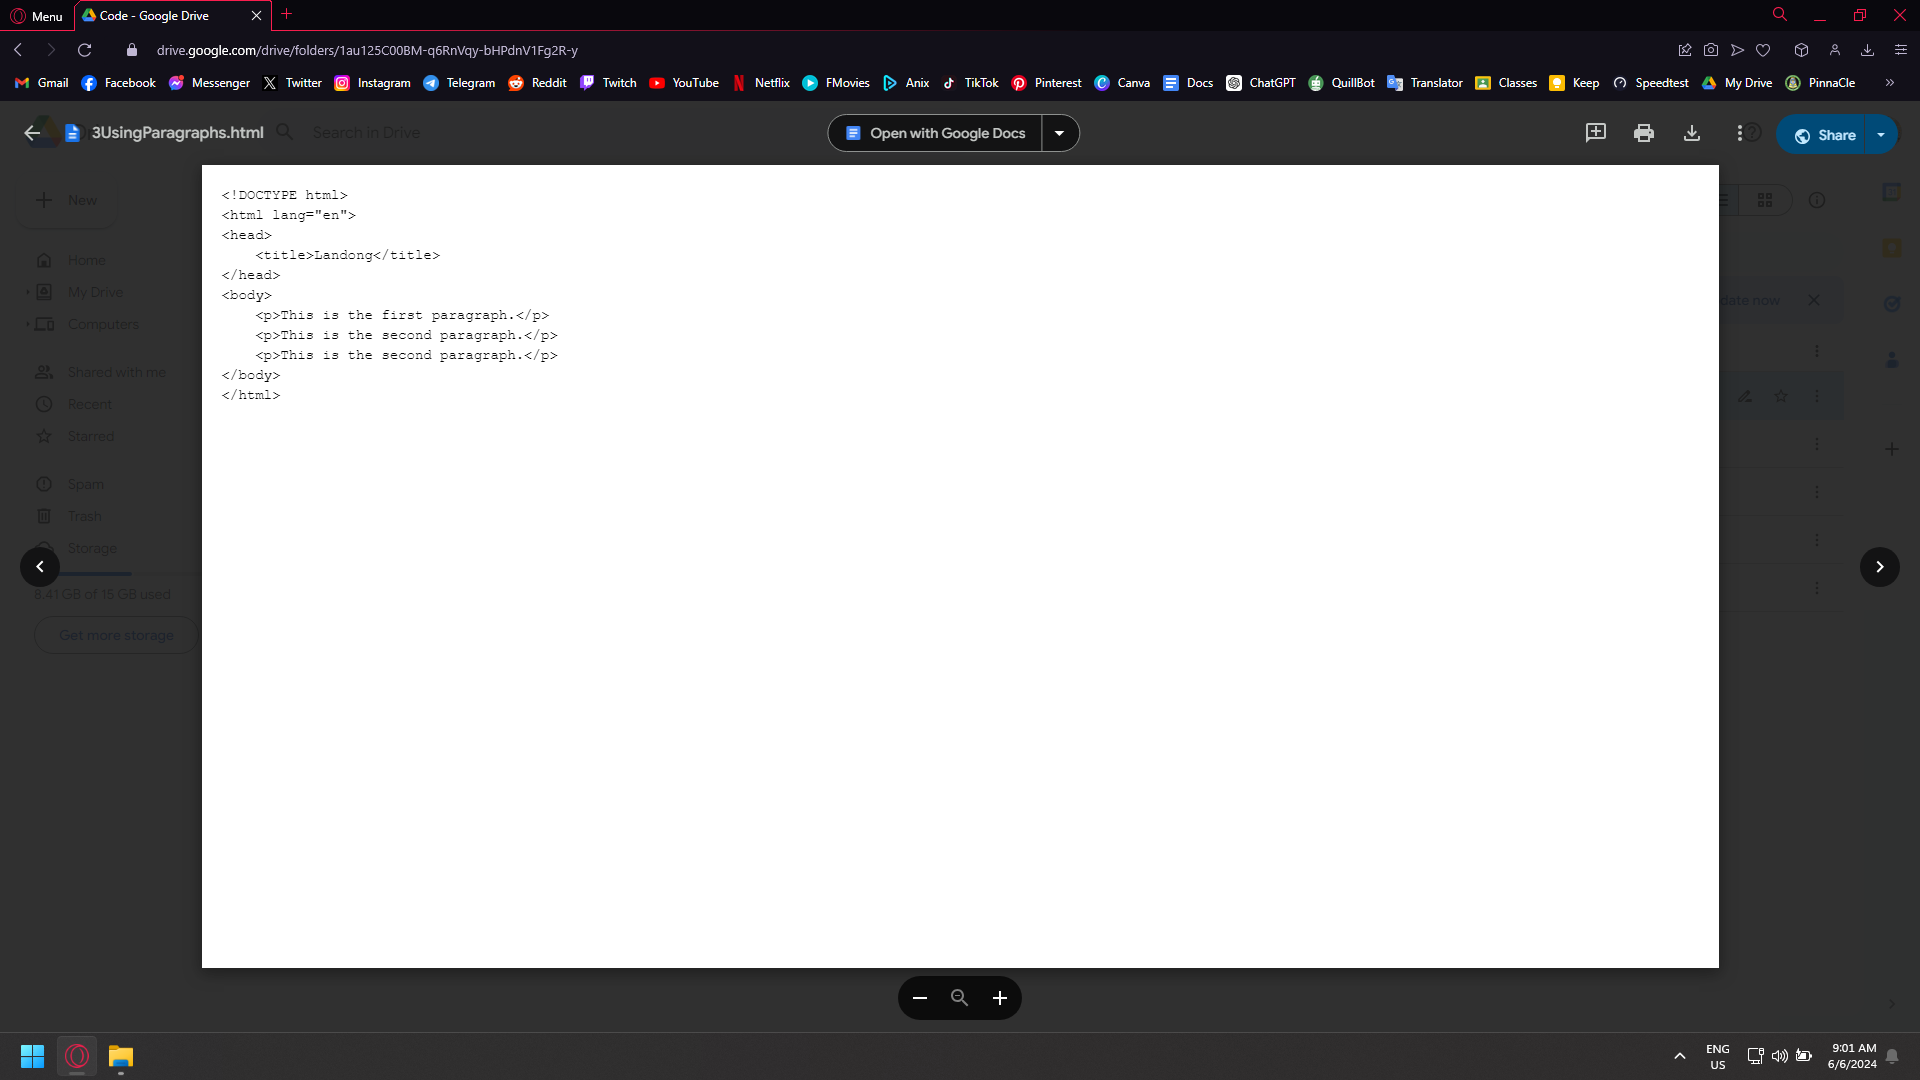 Menu
Code - Google Drive
drive.google.com/drive/folders/1au125C00BM-q6RnVqy-bHPdnV1Fg2R-y
Gmail Facebook Messenger Twitter Instagram Telegram Reddit Twitch YouTube Netflix FMovies Anix TikTok Pinterest Canva Docs ChatGPT QuillBot Translator Classes Keep Speedtest My Drive PinnaCle
3UsingParagraphs.html
Search in Drive
Open with Google Docs
Share
New
Home
My Drive
Computers
Shared with me
Recent
Starred
Spam
Trash
Storage
8.41 GB of 15 GB used
Get more storage
<!DOCTYPE html>
<html lang="en">
<head>
    <title>Landong</title>
</head>
<body>
    <p>This is the first paragraph.</p>
    <p>This is the second paragraph.</p>
    <p>This is the second paragraph.</p>
</body>
</html>
date now
ENG
US
9:01 AM
6/6/2024